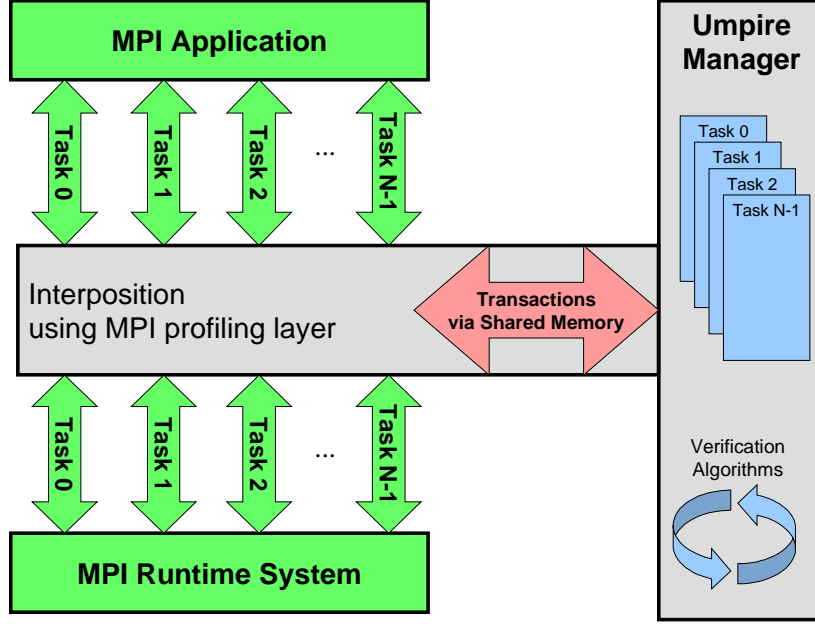 MPI Application
Task 0
Task 1
Task 2
...
Task N-1
Interposition
using MPI profiling layer
Transactions
via Shared Memory
Task 0
Task 1
Task 2
...
Task N-1
MPI Runtime System
Umpire
Manager
Task 0
Task 1
Task 2
Task N-1
Verification
Algorithms